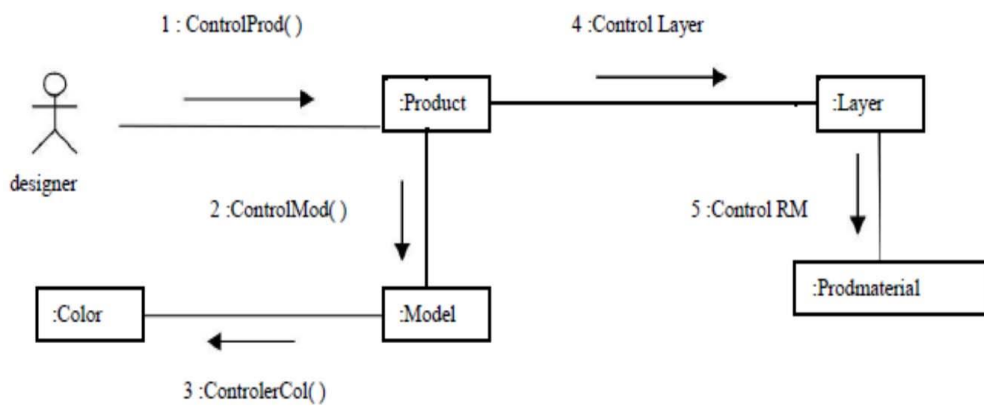 1 : ControlProd( )
4 :Control Layer
:Product
:Layer
designer
2 :ControlMod( )
5 :Control RM
:Prodmaterial
:Color
:Model
3 :ControlerCol( )